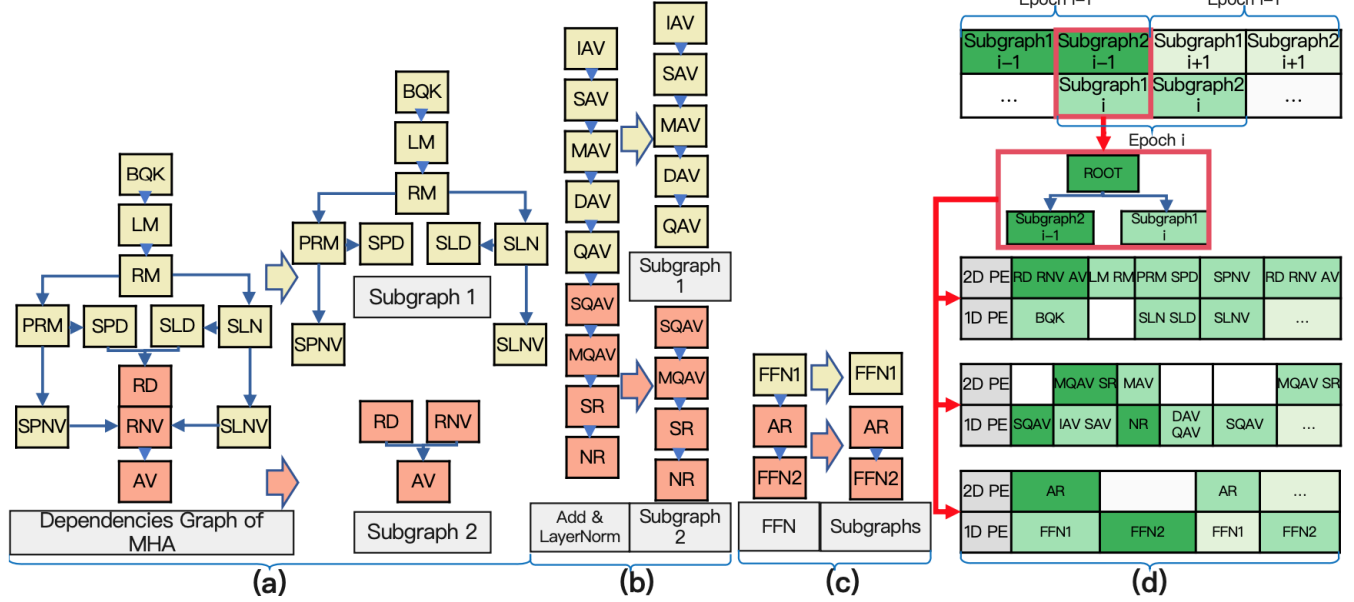 BQK
LM
RM
PRM
SPD
SLD
SLN
RD
SPNV
RNV
SLNV
AV
Dependencies Graph of
MHA
BQK
LM
RM
PRM
SPD
SLD
SLN
Subgraph 1
SPNV
SLNV
RD
RNV
AV
Subgraph 2
(a)
IAV
SAV
MAV
DAV
QAV
SQAV
MQAV
SR
NR
Add &
LayerNorm
IAV
SAV
MAV
DAV
QAV
Subgraph
1
SQAV
MQAV
SR
NR
Subgraph
2
(b)
FFN1
AR
FFN2
FFN
FFN1
AR
FFN2
Subgraphs
(c)
Epoch i-1
Epoch i-1
Subgraph1
i-1
Subgraph2
i-1
Subgraph1
i+1
Subgraph2
i+1
...
Subgraph1
i
Subgraph2
i
...
Epoch i
ROOT
Subgraph2
i-1
Subgraph1
i
2D PE RD RNV AV LM RM PRM SPD SPNV RD RNV AV
1D PE BQK SLN SLD SLNV ...
2D PE MQAV SR MAV MQAV SR
1D PE SQAV IAV SAV NR DAV QAV SQAV ...
2D PE AR AR ...
1D PE FFN1 FFN2 FFN1 FFN2
(d)